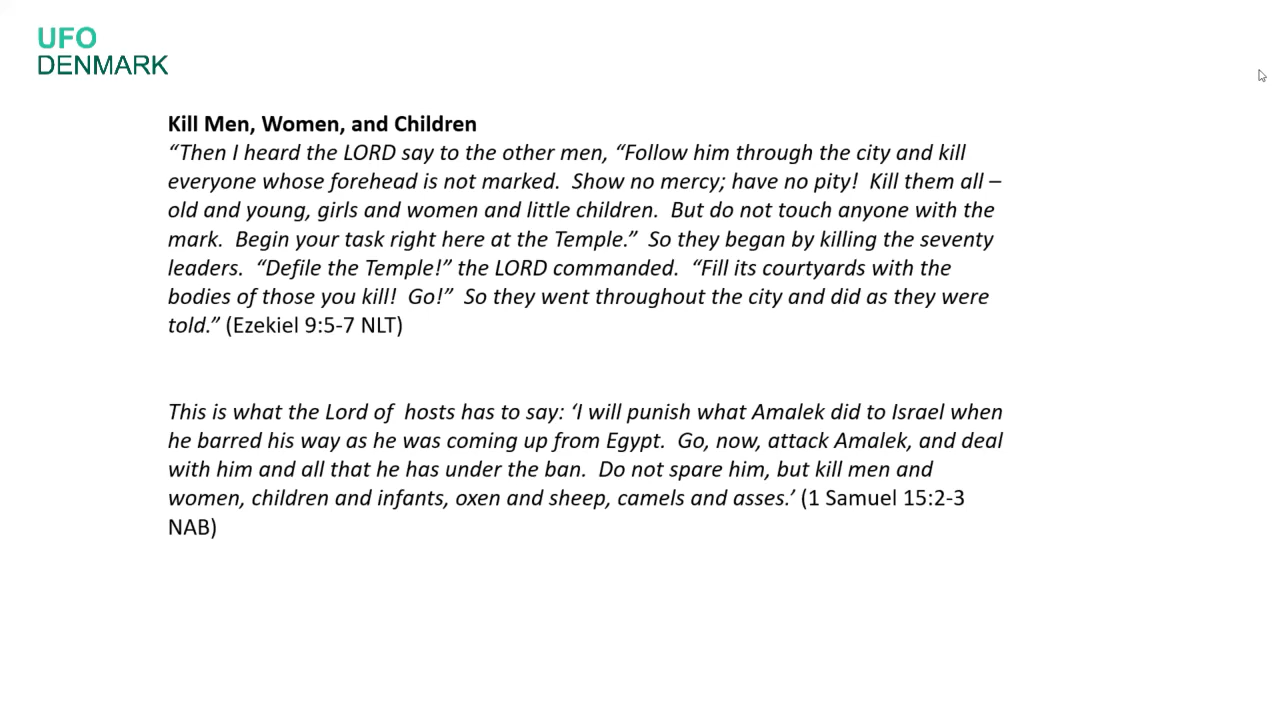 UFO
DENMARK
Kill Men, Women, and Children
“Then I heard the LORD say to the other men, “Follow him through the city and kill
everyone whose forehead is not marked.  Show no mercy; have no pity!  Kill them all –
old and young, girls and women and little children.  But do not touch anyone with the
mark.  Begin your task right here at the Temple.”  So they began by killing the seventy
leaders.  “Defile the Temple!” the LORD commanded.  “Fill its courtyards with the
bodies of those you kill!  Go!”  So they went throughout the city and did as they were
told.” (Ezekiel 9:5-7 NLT)
This is what the Lord of  hosts has to say: ‘I will punish what Amalek did to Israel when
he barred his way as he was coming up from Egypt.  Go, now, attack Amalek, and deal
with him and all that he has under the ban.  Do not spare him, but kill men and
women, children and infants, oxen and sheep, camels and asses.’ (1 Samuel 15:2-3
NAB)